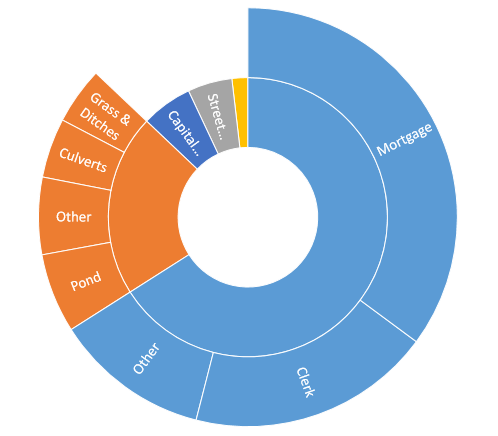 Grass &
Ditches
Culverts
Other
Pond
Capital...
Street...
Mortgage
Other
Clerk